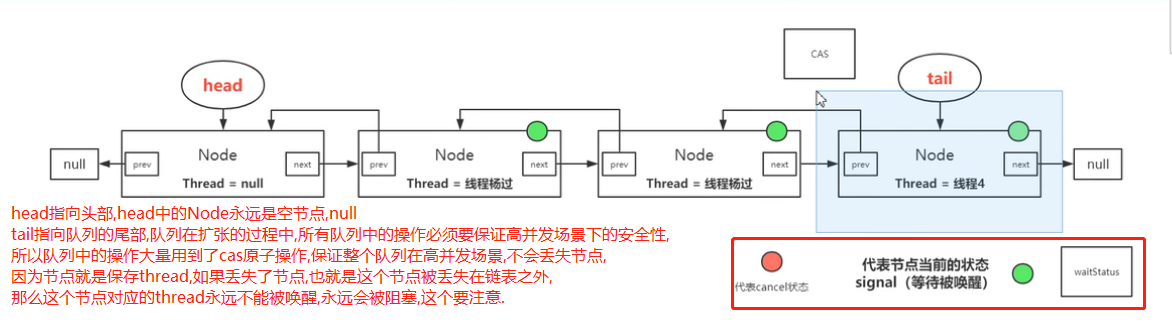 CAS
head
tail
null
prev
Node
next
Thread = null
prev
Node
next
Thread = 线程杨过
prev
Node
next
Thread = 线程杨过
prev
Node
next
Thread = 线程4
null
head指向头部,head中的Node永远是空节点,null
tail指向队列的尾部,队列在扩张的过程中,所有队列中的操作必须要保证高并发场景下的安全性,
所以队列中的操作大量用到了cas原子操作,保证整个队列在高并发场景,不会丢失节点,
因为节点就是保存thread,如果丢失了节点,也就是这个节点被丢失在链表之外,
那么这个节点对应的thread永远不能被唤醒,永远会被阻塞,这个要注意.
代表cancel状态
代表节点当前的状态
signal（等待被唤醒）
waitStatus